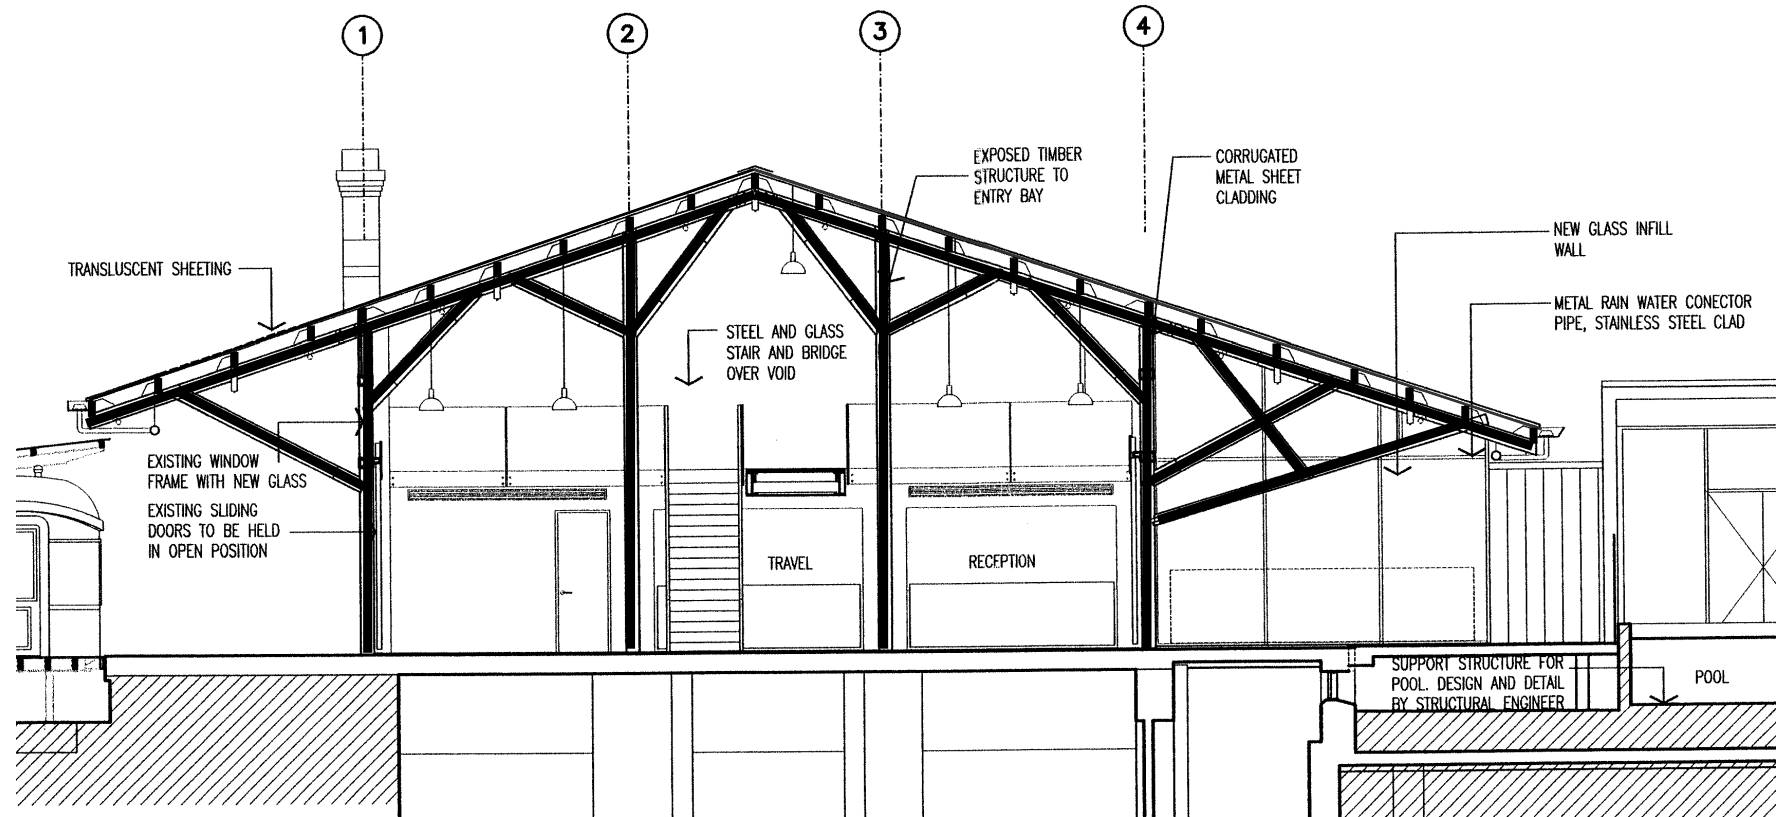 1
2
3
4
EXPOSED TIMBER
STRUCTURE TO
ENTRY BAY
CORRUGATED
METAL SHEET
CLADDING
NEW GLASS INFILL
WALL
TRANSLUSCENT SHEETING
METAL RAIN WATER CONECTOR
PIPE, STAINLESS STEEL CLAD
STEEL AND GLASS
STAIR AND BRIDGE
OVER VOID
EXISTING WINDOW
FRAME WITH NEW GLASS
EXISTING SLIDING
DOORS TO BE HELD
IN OPEN POSITION
TRAVEL
RECEPTION
SUPPORT STRUCTURE FOR
POOL. DESIGN AND DETAIL
BY STRUCTURAL ENGINEER
POOL